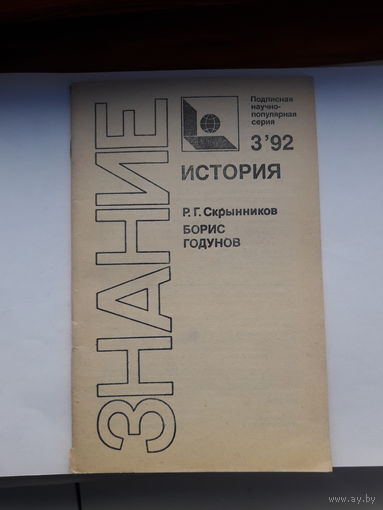 ЗНАНИЕ
Подписная
научно-
популярная
серия
3'92
ИСТОРИЯ
Р. Г. Скрынников
БОРИС
ГОДУНОВ
www.ay.by